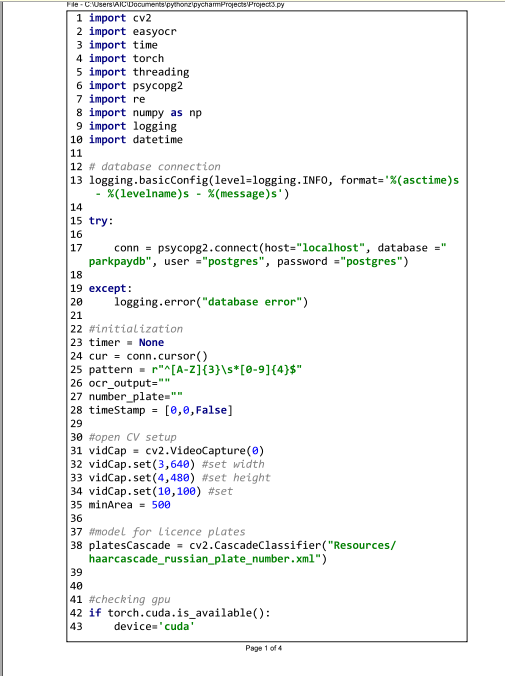 File - C:\Users\AIC\Documents\pythonz\pycharmProjects\Project3.py
1 import cv2
2 import easyocr
3 import time
4 import torch
5 import threading
6 import psycopg2
7 import re
8 import numpy as np
9 import logging
10 import datetime
11
12 # database connection
13 logging.basicConfig(level=logging.INFO, format='%(asctime)s
- %(levelname)s - %(message)s')
14
15 try:
16
17     conn = psycopg2.connect(host="localhost", database ="
parkpaydb", user ="postgres", password ="postgres")
18
19 except:
20     logging.error("database error")
21
22 #initialization
23 timer = None
24 cur = conn.cursor()
25 pattern = r"^[A-Z]{3}\s*[0-9]{4}$"
26 ocr_output=""
27 number_plate=""
28 timeStamp = [0,0,False]
29
30 #open CV setup
31 vidCap = cv2.VideoCapture(0)
32 vidCap.set(3,640) #set width
33 vidCap.set(4,480) #set height
34 vidCap.set(10,100) #set
35 minArea = 500
36
37 #model for licence plates
38 platesCascade = cv2.CascadeClassifier("Resources/
haarcascade_russian_plate_number.xml")
39
40
41 #checking gpu
42 if torch.cuda.is_available():
43     device='cuda'
Page 1 of 4